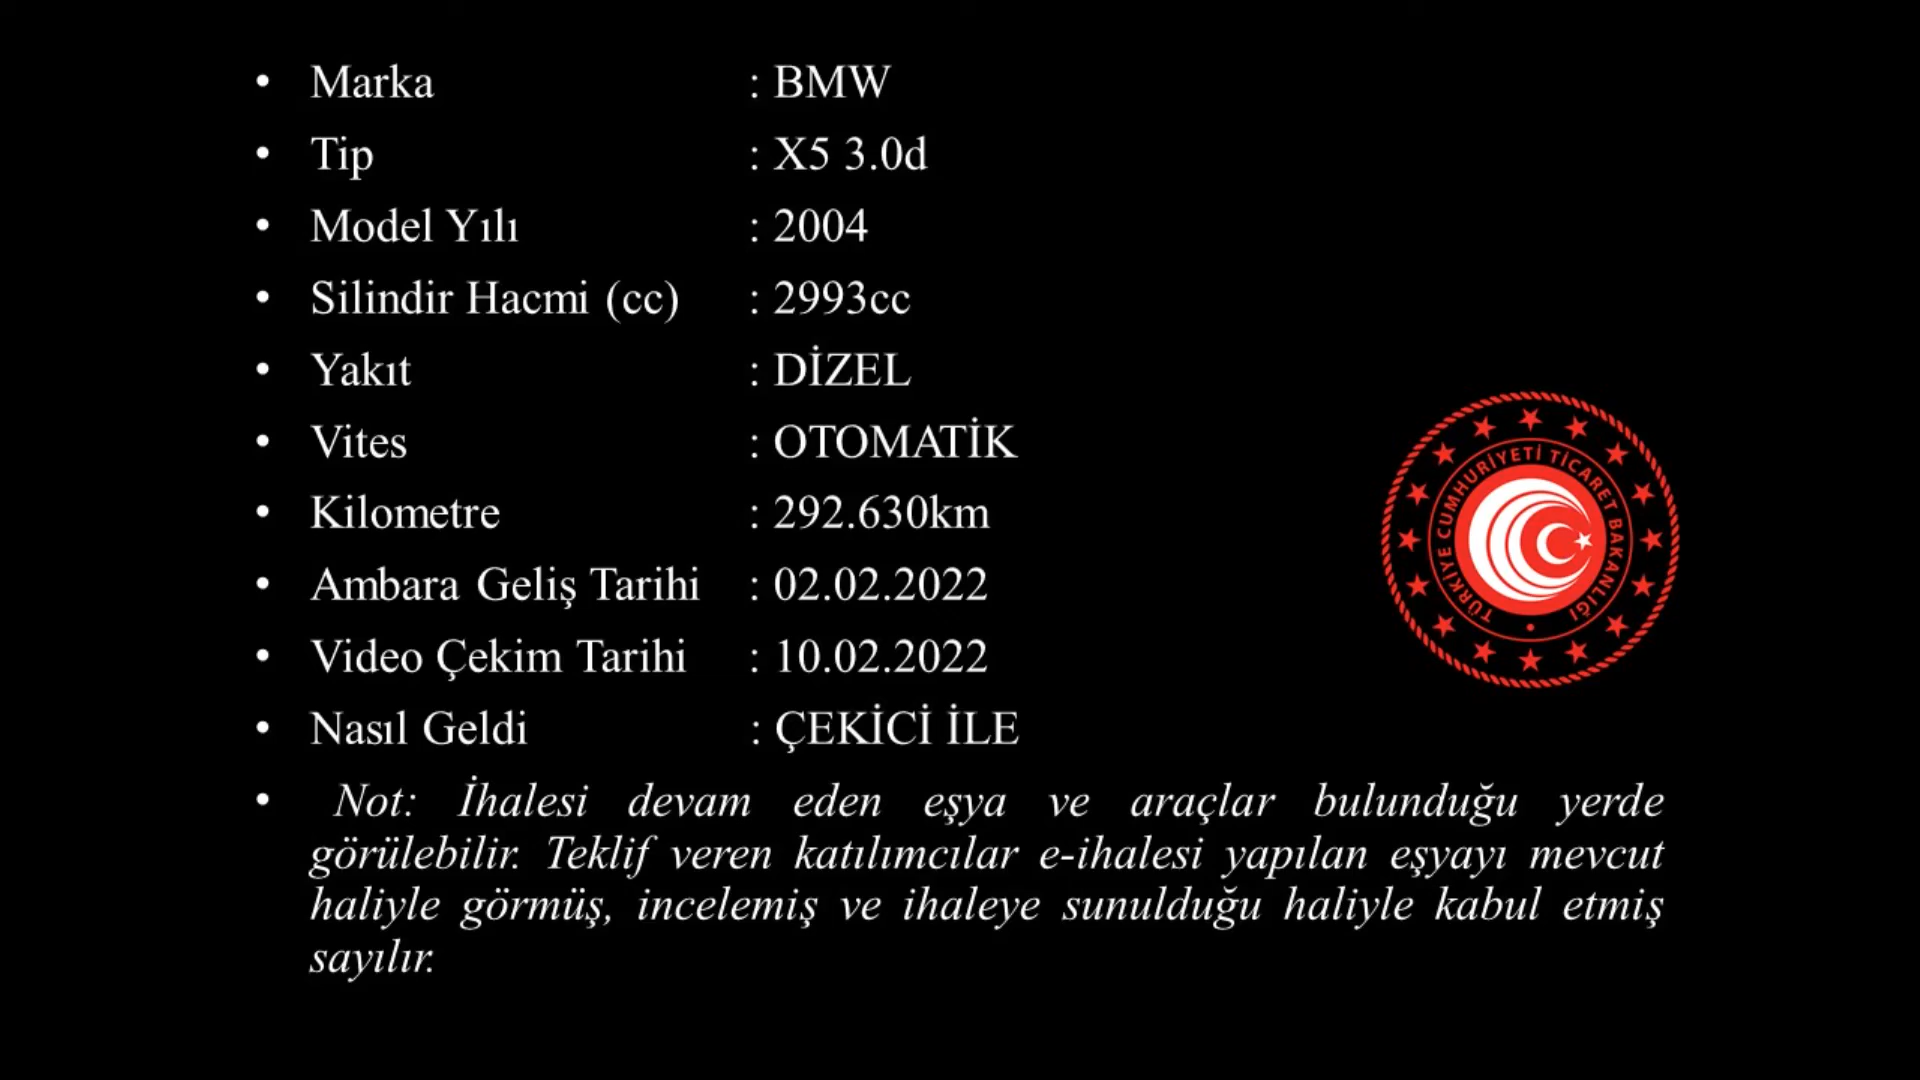 • Marka : BMW
• Tip : X5 3.0d
• Model Yılı : 2004
• Silindir Hacmi (cc) : 2993cc
• Yakıt : DİZEL
• Vites : OTOMATİK
• Kilometre : 292.630km
• Ambara Geliş Tarihi : 02.02.2022
• Video Çekim Tarihi : 10.02.2022
• Nasıl Geldi : ÇEKİCİ İLE
• Not: İhalesi devam eden eşya ve araçlar bulunduğu yerde
görülebilir. Teklif veren katılımcılar e-ihalesi yapılan eşyayı mevcut
haliyle görmüş, incelemiş ve ihaleye sunulduğu haliyle kabul etmiş
sayılır.
TÜRKİYE CUMHURİYETİ TİCARET BAKANLIĞI